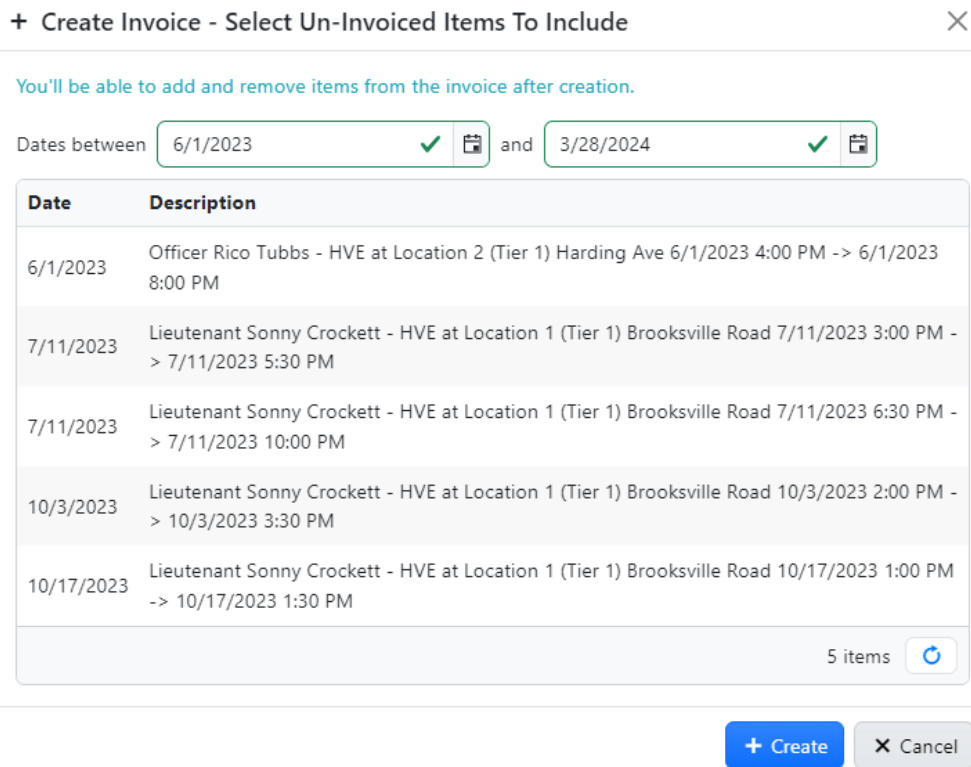 + Create Invoice - Select Un-Invoiced Items To Include
You'll be able to add and remove items from the invoice after creation.
Dates between 6/1/2023 and 3/28/2024
Date Description
6/1/2023 Officer Rico Tubbs - HVE at Location 2 (Tier 1) Harding Ave 6/1/2023 4:00 PM -> 6/1/2023
8:00 PM
7/11/2023 Lieutenant Sonny Crockett - HVE at Location 1 (Tier 1) Brooksville Road 7/11/2023 3:00 PM -
> 7/11/2023 5:30 PM
7/11/2023 Lieutenant Sonny Crockett - HVE at Location 1 (Tier 1) Brooksville Road 7/11/2023 6:30 PM -
> 7/11/2023 10:00 PM
10/3/2023 Lieutenant Sonny Crockett - HVE at Location 1 (Tier 1) Brooksville Road 10/3/2023 2:00 PM -
> 10/3/2023 3:30 PM
10/17/2023 Lieutenant Sonny Crockett - HVE at Location 1 (Tier 1) Brooksville Road 10/17/2023 1:00 PM
-> 10/17/2023 1:30 PM
5 items
+ Create × Cancel